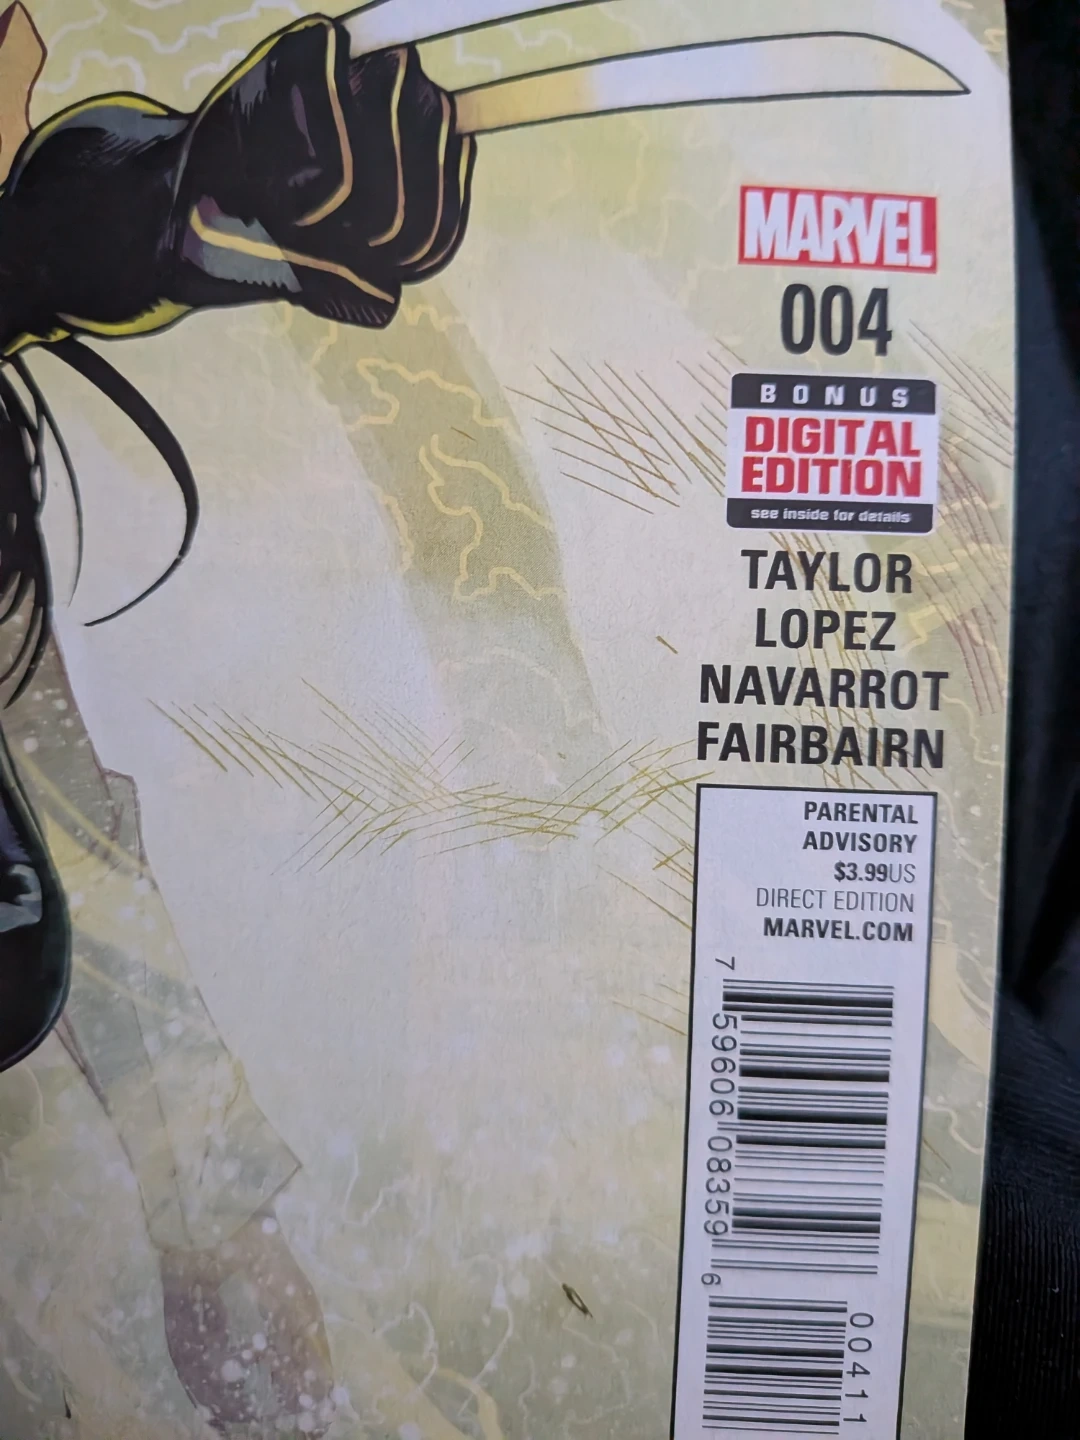 MARVEL
004
BONUS
DIGITAL
EDITION
see inside for details
TAYLOR
LOPEZ
NAVARROT
FAIRBAIRN
PARENTAL
ADVISORY
$3.99US
DIRECT EDITION
MARVEL.COM
7 59606 08359 6
00411